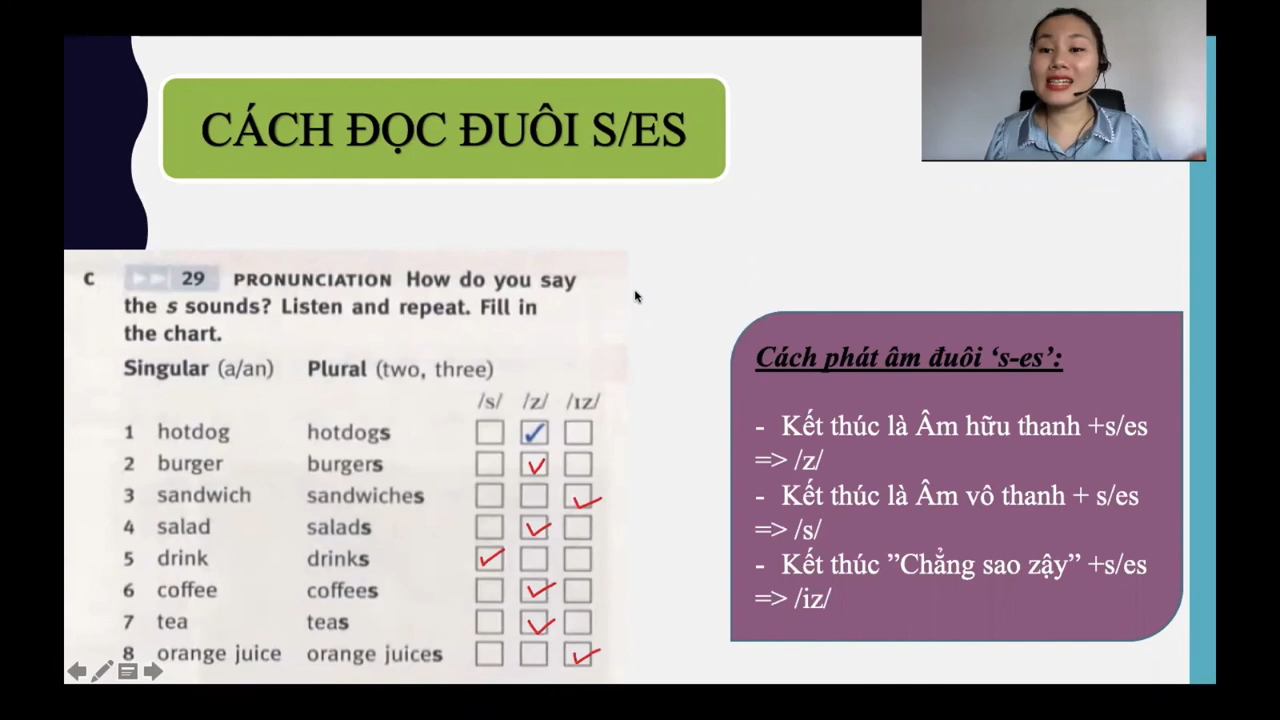 CÁCH ĐỌC ĐUÔI S/ES
C 29 PRONUNCIATION How do you say
the s sounds? Listen and repeat. Fill in
the chart.
Singular (a/an) Plural (two, three)
/s/ /z/ /ɪz/
1 hotdog hotdogs
2 burger burgers
3 sandwich sandwiches
4 salad salads
5 drink drinks
6 coffee coffees
7 tea teas
8 orange juice orange juices
Cách phát âm đuôi ‘s-es’:
- Kết thúc là Âm hữu thanh +s/es
=> /z/
- Kết thúc là Âm vô thanh + s/es
=> /s/
- Kết thúc ”Chẳng sao zậy” +s/es
=> /iz/